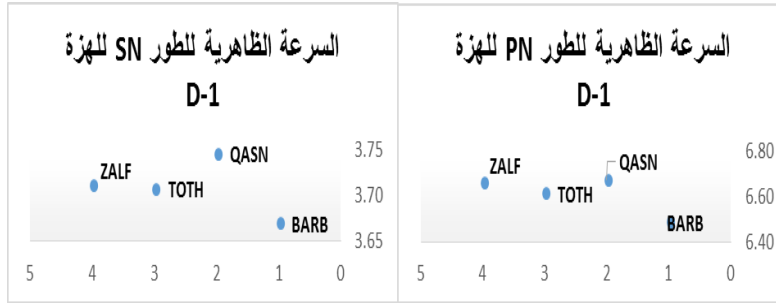 السرعة الظاهرية للطور SN للهزة
D-1
3.75
3.70
3.65
QASN
ZALF
TOTH
BARB
5 4 3 2 1 0
السرعة الظاهرية للطور PN للهزة
D-1
6.80
6.60
6.40
QASN
ZALF
TOTH
BARB
5 4 3 2 1 0